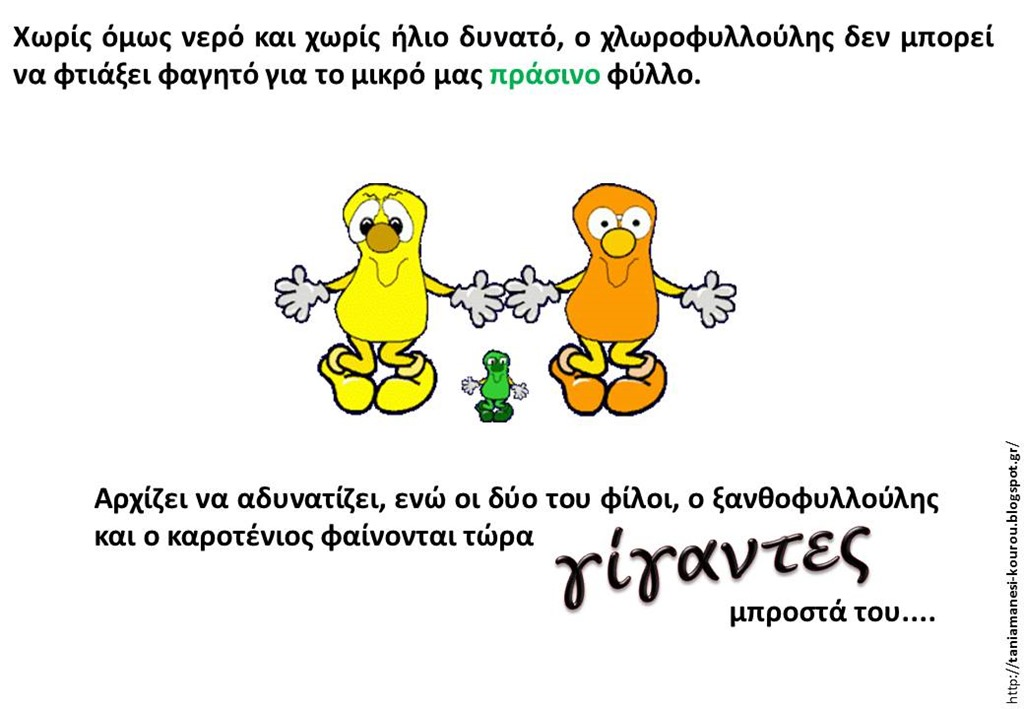 Χωρίς όμως νερό και χωρίς ήλιο δυνατό, ο χλωροφυλλούλης δεν μπορεί
να φτιάξει φαγητό για το μικρό μας πράσινο φύλλο.
Αρχίζει να αδυνατίζει, ενώ οι δύο του φίλοι, ο ξανθοφυλλούλης
και ο καροτένιος φαίνονται τώρα γίγαντες
μπροστά του....
http://taniamanesi-kourou.blogspot.gr/